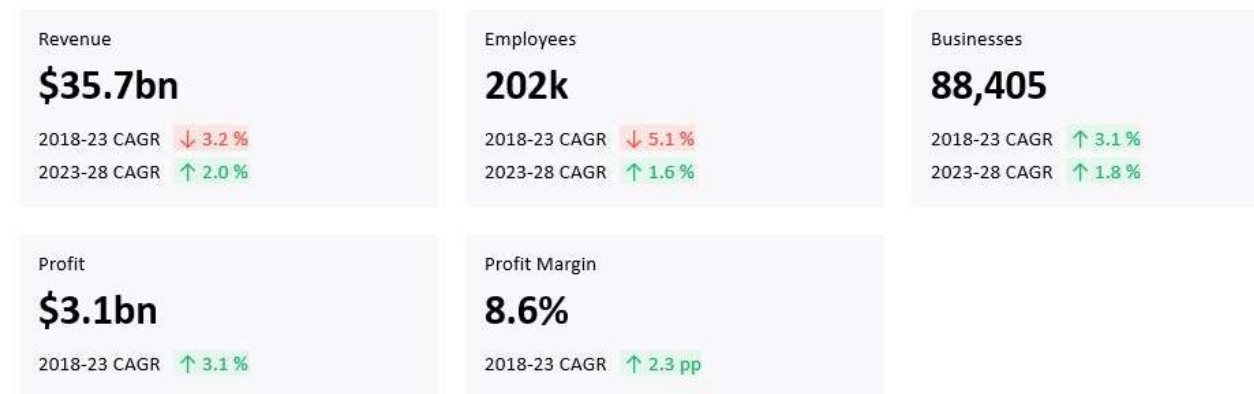 Revenue
$35.7bn
2018-23 CAGR ↓ 3.2 %
2023-28 CAGR ↑ 2.0 %
Employees
202k
2018-23 CAGR ↓ 5.1 %
2023-28 CAGR ↑ 1.6 %
Businesses
88,405
2018-23 CAGR ↑ 3.1 %
2023-28 CAGR ↑ 1.8 %
Profit
$3.1bn
2018-23 CAGR ↑ 3.1 %
Profit Margin
8.6%
2018-23 CAGR ↑ 2.3 pp